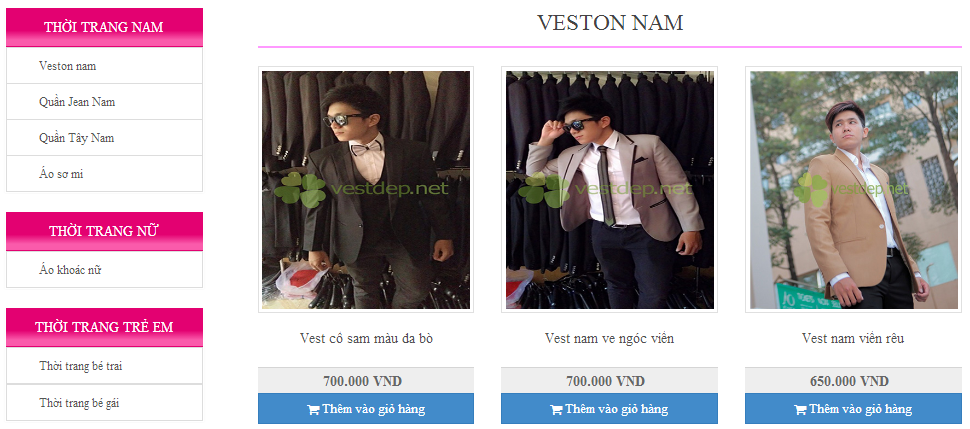 THỜI TRANG NAM
Veston nam
Quần Jean Nam
Quần Tây Nam
Áo sơ mi
THỜI TRANG NỮ
Áo khoác nữ
THỜI TRANG TRẺ EM
Thời trang bé trai
Thời trang bé gái
VESTON NAM
vestdep.net
vestdep.net
vestdep.net
Vest cô sam màu da bò
Vest nam ve ngóc viền
Vest nam viền rêu
700.000 VND
700.000 VND
650.000 VND
Thêm vào giỏ hàng
Thêm vào giỏ hàng
Thêm vào giỏ hàng